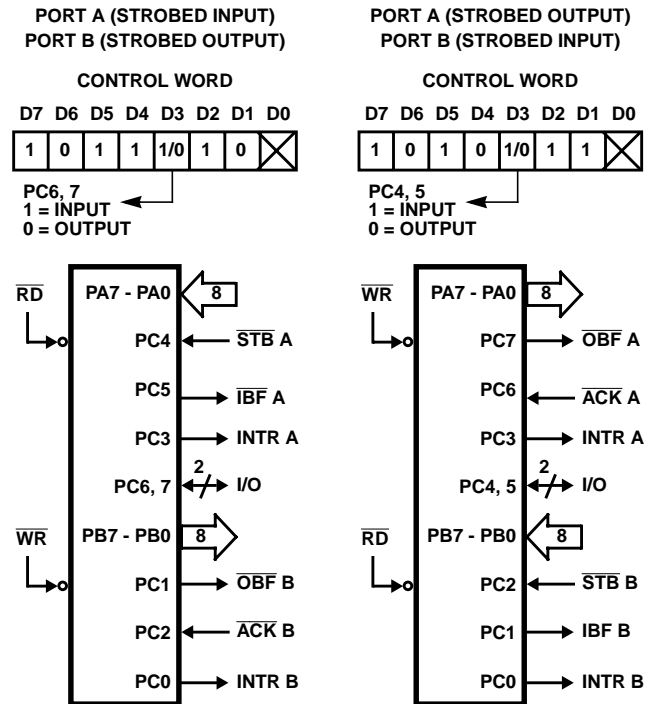 PORT A (STROBED INPUT)
PORT B (STROBED OUTPUT)
CONTROL WORD
D7 D6 D5 D4 D3 D2 D1 D0
1 0 1 1 1/0 1 0
PC6, 7
1 = INPUT
0 = OUTPUT
RD
PA7 - PA0 8
PC4 STB A
PC5 IBF A
PC3 INTR A
PC6, 7 2 I/O
WR
PB7 - PB0 8
PC1 OBF B
PC2 ACK B
PC0 INTR B
PORT A (STROBED OUTPUT)
PORT B (STROBED INPUT)
CONTROL WORD
D7 D6 D5 D4 D3 D2 D1 D0
1 0 1 0 1/0 1 1
PC4, 5
1 = INPUT
0 = OUTPUT
WR
PA7 - PA0 8
PC7 OBF A
PC6 ACK A
PC3 INTR A
PC4, 5 2 I/O
RD
PB7 - PB0 8
PC2 STB B
PC1 IBF B
PC0 INTR B